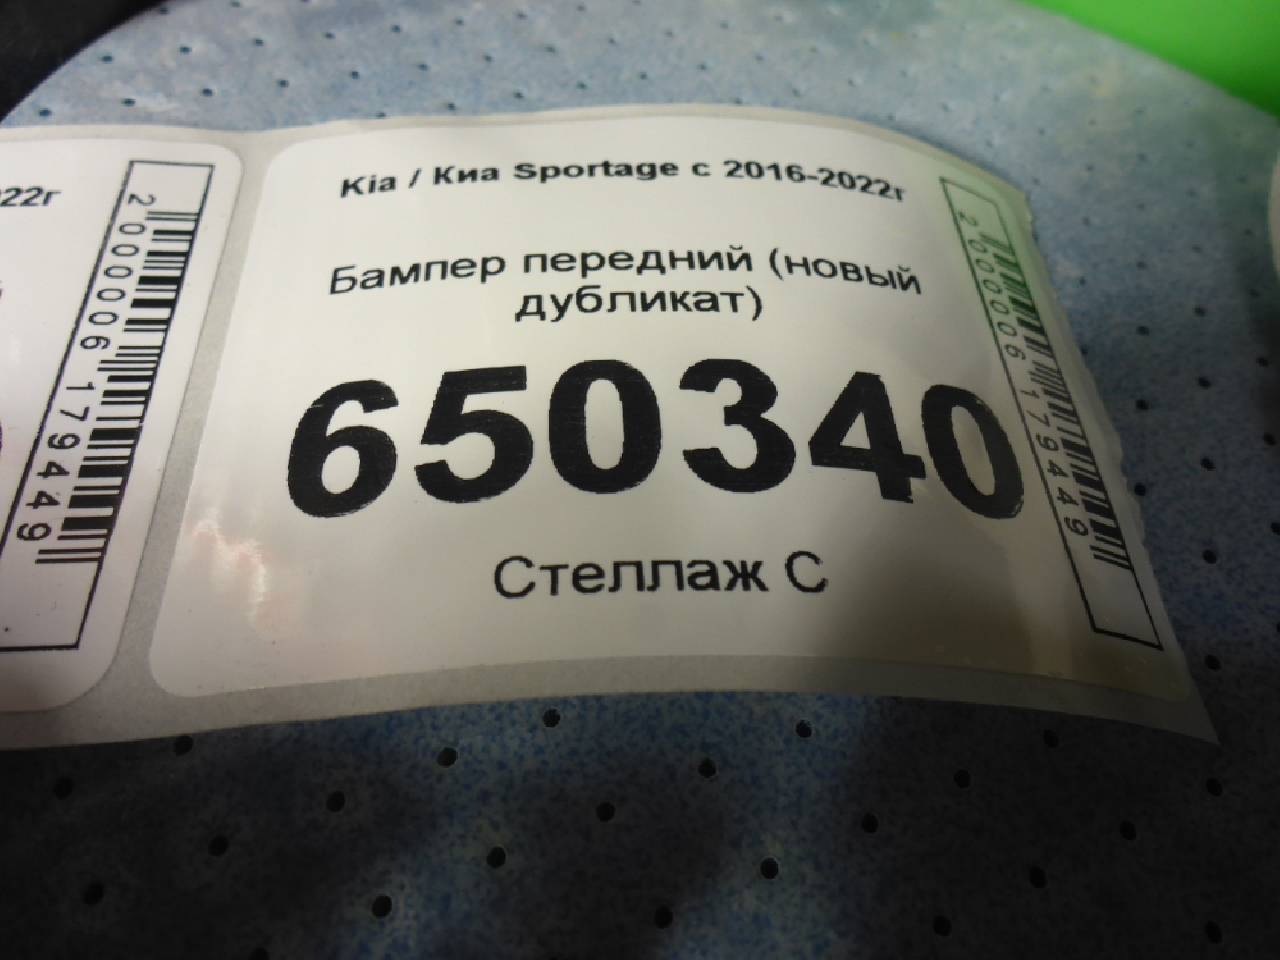 22г
2000006179449
Kia / Киа Sportage с 2016-2022г
Бампер передний (новый
дубликат)
650340
Стеллаж С
2000006179449